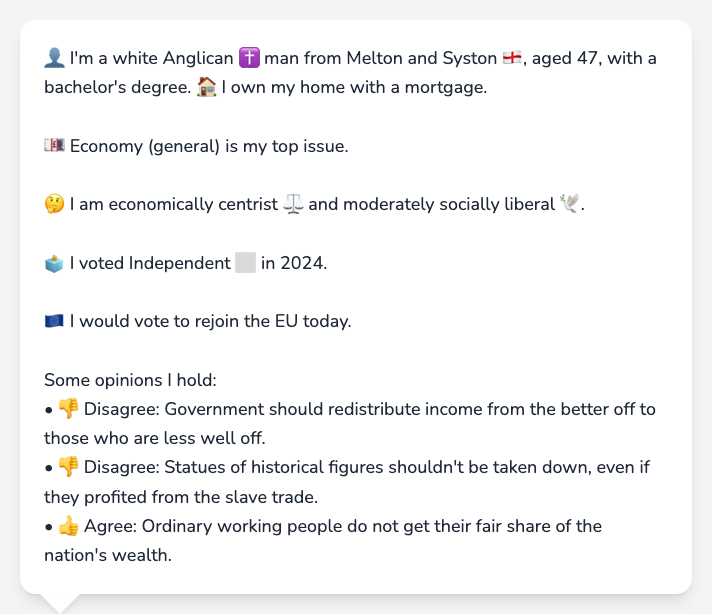 👤 I'm a white Anglican ✝️ man from Melton and Syston 🏴󠁧󠁢󠁥󠁮󠁧󠁿, aged 47, with a
bachelor's degree. 🏠 I own my home with a mortgage.
💷 Economy (general) is my top issue.
🤔 I am economically centrist ⚖️ and moderately socially liberal 🕊️.
🗳️ I voted Independent ⬜ in 2024.
🇪🇺 I would vote to rejoin the EU today.
Some opinions I hold:
• 👎 Disagree: Government should redistribute income from the better off to
those who are less well off.
• 👎 Disagree: Statues of historical figures shouldn't be taken down, even if
they profited from the slave trade.
• 👍 Agree: Ordinary working people do not get their fair share of the
nation's wealth.